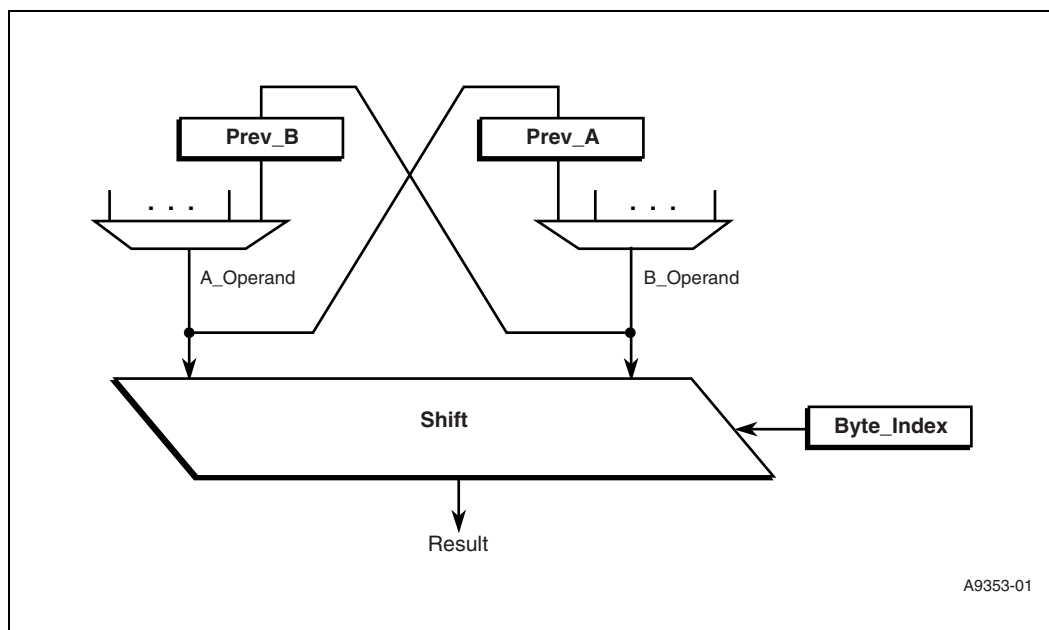 Prev_B
Prev_A
. . .
. . .
A_Operand
B_Operand
Shift
Byte_Index
Result
A9353-01